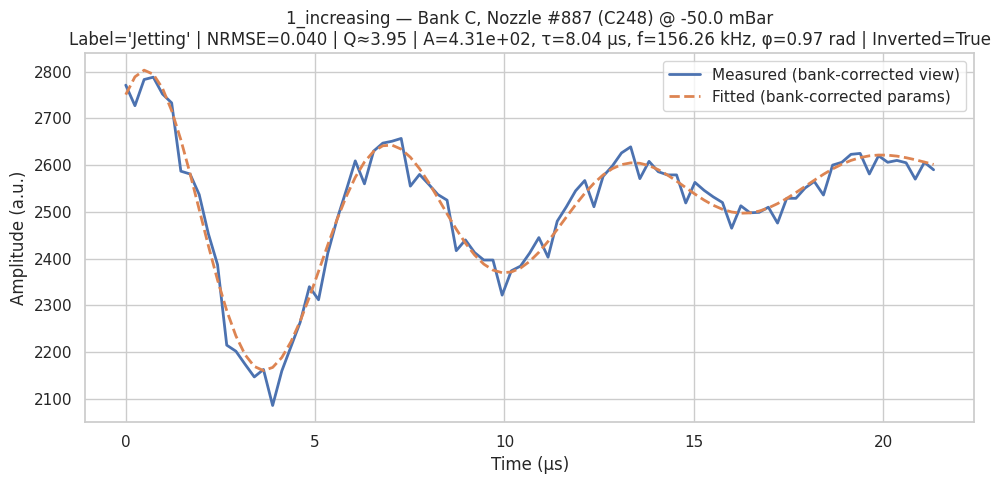 1_increasing — Bank C, Nozzle #887 (C248) @ -50.0 mBar
Label='Jetting' | NRMSE=0.040 | Q≈3.95 | A=4.31e+02, τ=8.04 μs, f=156.26 kHz, φ=0.97 rad | Inverted=True
Measured (bank-corrected view)
Fitted (bank-corrected params)
Amplitude (a.u.)
2800
2700
2600
2500
2400
2300
2200
2100
0
5
10
15
20
Time (μs)